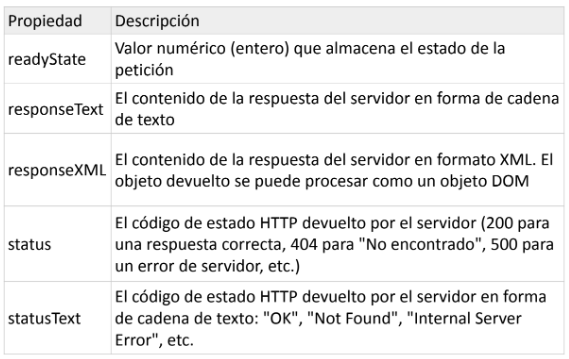 Propiedad Descripción
readyState Valor numérico (entero) que almacena el estado de la
petición
responseText El contenido de la respuesta del servidor en forma de cadena
de texto
responseXML El contenido de la respuesta del servidor en formato XML. El
objeto devuelto se puede procesar como un objeto DOM
status El código de estado HTTP devuelto por el servidor (200 para
una respuesta correcta, 404 para "No encontrado", 500 para
un error de servidor, etc.)
statusText El código de estado HTTP devuelto por el servidor en forma
de cadena de texto: "OK", "Not Found", "Internal Server
Error", etc.